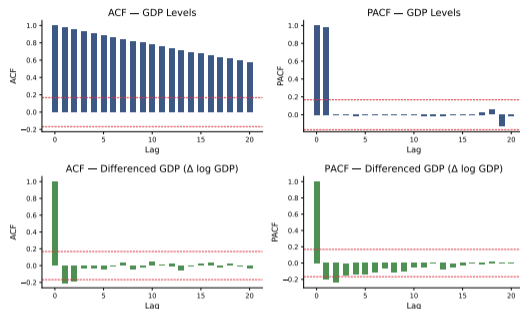 ACF — GDP Levels
1.0
0.8
0.6
0.4
0.2
0.0
−0.2
ACF
0 5 10 15 20
Lag
PACF — GDP Levels
1.0
0.8
0.6
0.4
0.2
0.0
PACF
0 5 10 15 20
Lag
ACF — Differenced GDP (Δ log GDP)
1.0
0.8
0.6
0.4
0.2
0.0
−0.2
ACF
0 5 10 15 20
Lag
PACF — Differenced GDP (Δ log GDP)
1.0
0.8
0.6
0.4
0.2
0.0
−0.2
PACF
0 5 10 15 20
Lag